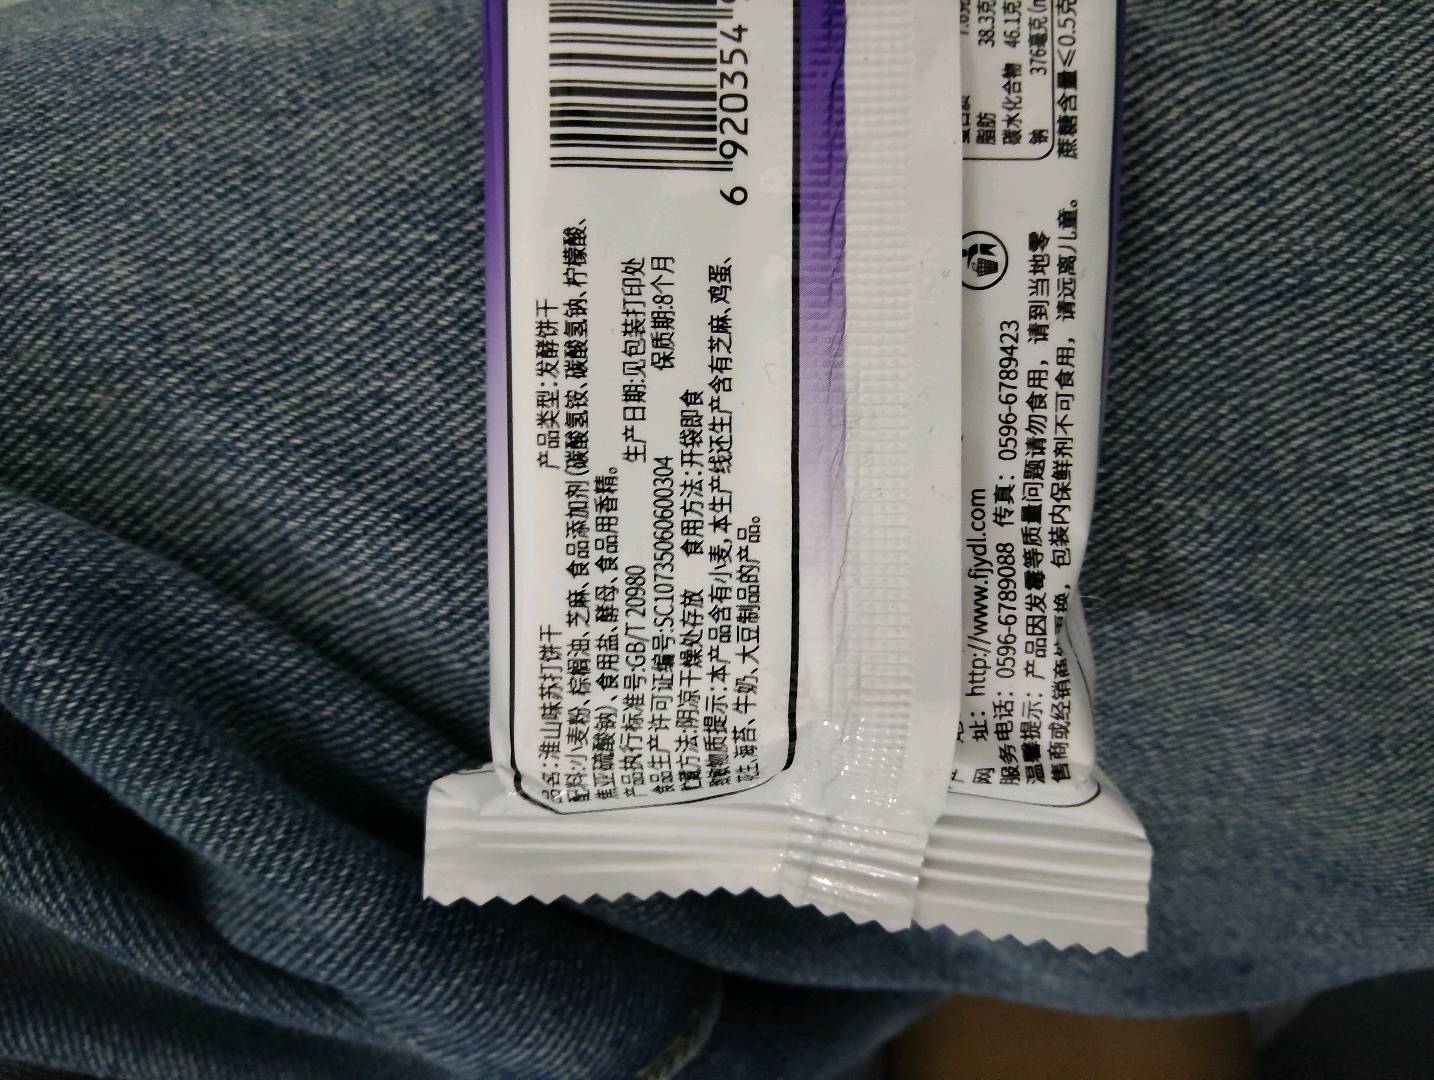 品名:淮山味苏打饼干 产品类型:发酵饼干
配料:小麦粉、棕榈油、芝麻、食品添加剂(碳酸氢铵、碳酸氢钠、柠檬酸、
焦亚硫酸钠)、食用盐、酵母、食品用香精。
产品执行标准号:GB/T 20980 生产日期:见包装打印处
食品生产许可证编号:SC10735060600304 保质期:8个月
贮藏方法:阴凉干燥处存放 食用方法:开袋即食
致敏物质提示:本产品含有小麦,本生产线还生产含有芝麻、鸡蛋、
海苔、牛奶、大豆制品的产品。
6 920354
38.3克
脂肪
碳水化合物 46.1克
钠 376毫克
蔗糖含量≤0.5克
网 址: http://www.fjydl.com
服务电话: 0596-6789088 传真: 0596-6789423
温馨提示: 产品因发霉等质量问题请勿食用, 请到当地零
售商或经销商 更换, 包装内保鲜剂不可食用, 请远离儿童。